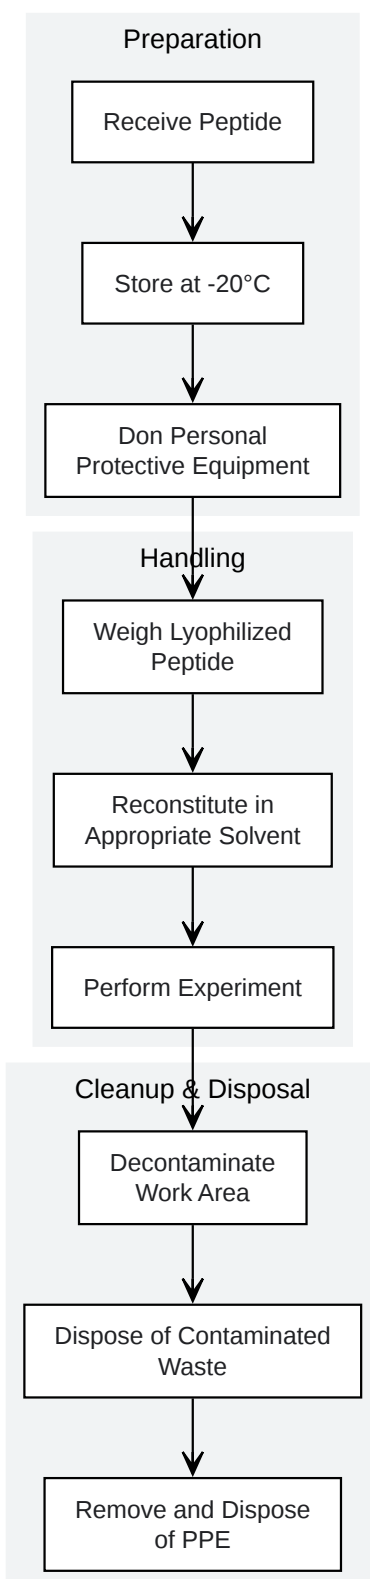 Preparation
Receive Peptide
Store at -20°C
Don Personal
Protective Equipment
Handling
Weigh Lyophilized
Peptide
Reconstitute in
Appropriate Solvent
Perform Experiment
Cleanup & Disposal
Decontaminate
Work Area
Dispose of Contaminated
Waste
Remove and Dispose
of PPE